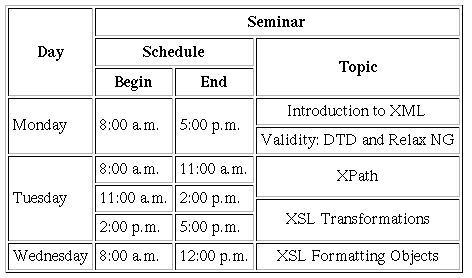 Seminar
Day
Schedule
Topic
Begin
End
Monday
8:00 a.m.
5:00 p.m.
Introduction to XML
Validity: DTD and Relax NG
Tuesday
8:00 a.m.
11:00 a.m.
XPath
11:00 a.m.
2:00 p.m.
XSL Transformations
2:00 p.m.
5:00 p.m.
Wednesday
8:00 a.m.
12:00 p.m.
XSL Formatting Objects